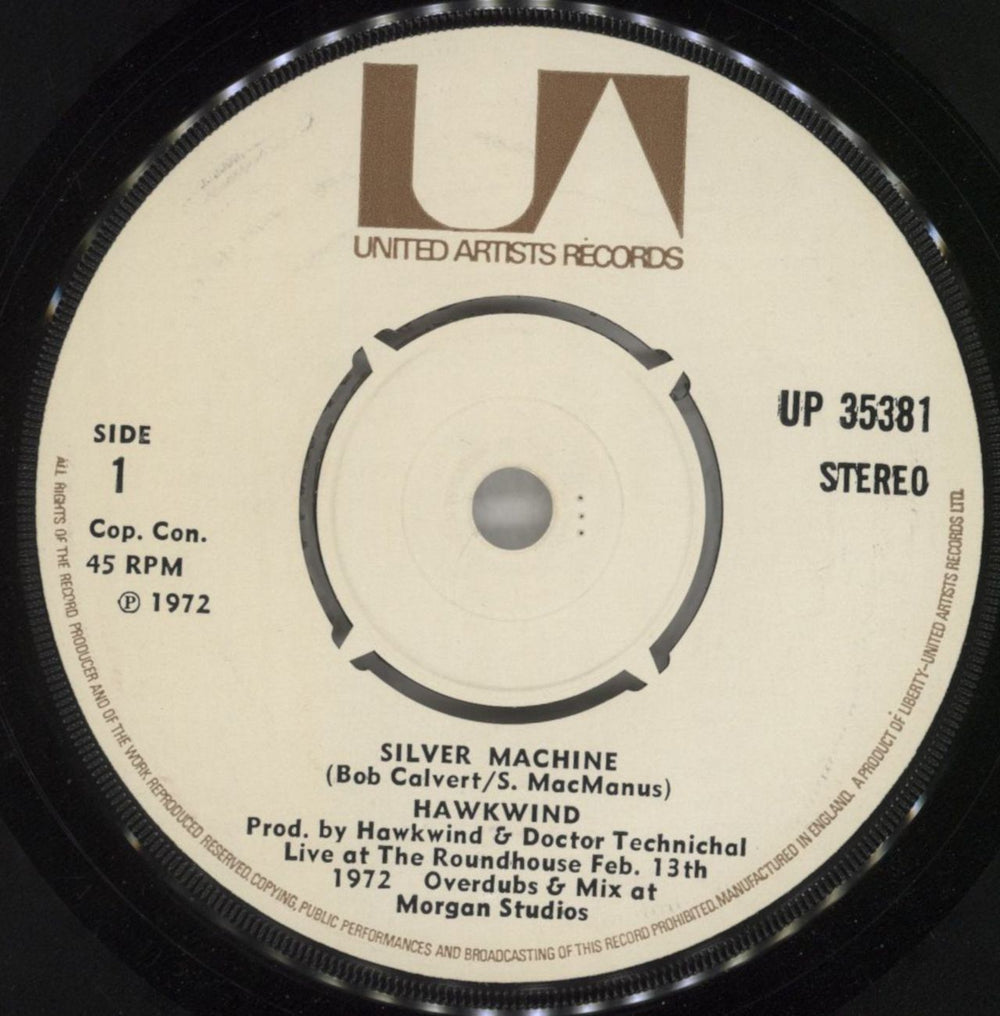 UA
UNITED ARTISTS RECORDS
UP 35381
STEREO
SIDE
1
Cop. Con.
45 RPM
Ⓟ 1972
SILVER MACHINE
(Bob Calvert/S. MacManus)
HAWKWIND
Prod. by Hawkwind & Doctor Technichal
Live at The Roundhouse Feb. 13th
1972 Overdubs & Mix at
Morgan Studios
ALL RIGHTS OF THE RECORD PRODUCER AND OF THE WORK REPRODUCED RESERVED. COPYING, PUBLIC PERFORMANCES AND BROADCASTING OF THIS RECORD PROHIBITED. MANUFACTURED IN ENGLAND. A PRODUCT OF LIBERTY-UNITED ARTISTS RECORDS LTD.